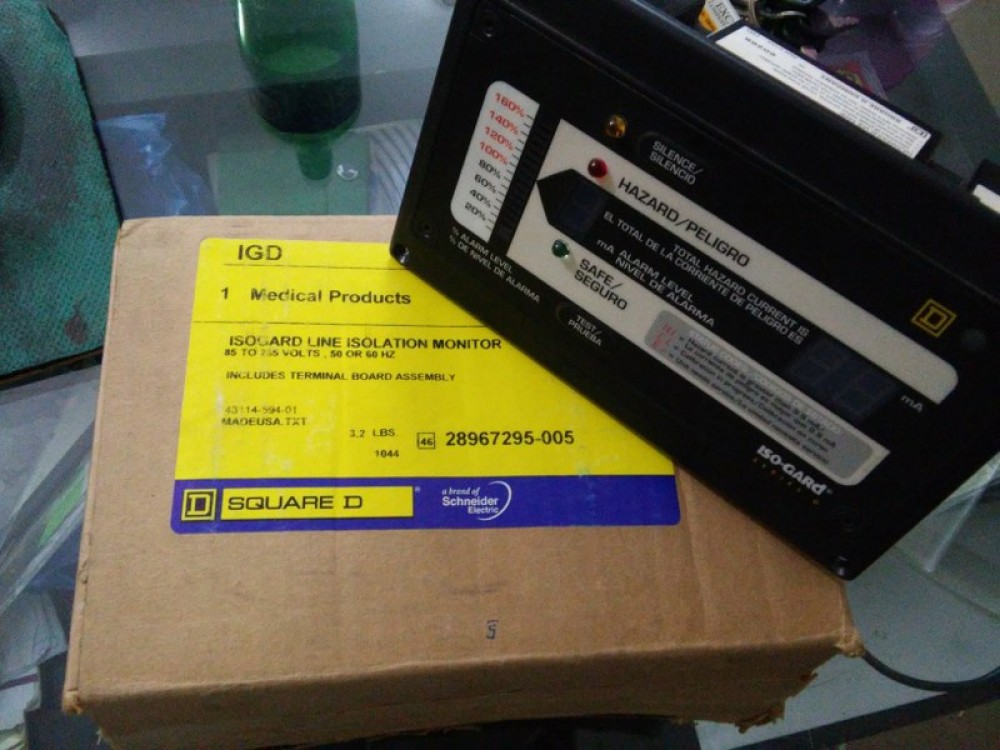 IGD
1 Medical Products
ISOGARD LINE ISOLATION MONITOR
85 TO 265 VOLTS, 50 OR 60 HZ
INCLUDES TERMINAL BOARD ASSEMBLY
43114-594-01
MADEUSA.TXT
3.2 LBS.
46
28967295-005
1044
D SQUARE D
a brand of
Schneider
Electric
5
160%
140%
120%
100%
80%
60%
40%
20%
% ALARM LEVEL
% DE NIVEL DE ALARMA
SILENCE/
SILENCIO
HAZARD/PELIGRO
TOTAL HAZARD CURRENT IS
EL TOTAL DE LA CORRIENTE DE PELIGRO ES
mA ALARM LEVEL
NIVEL DE ALARMA
SAFE/
SEGURO
TEST/
PRUEBA
D
mA
ISO-GARD